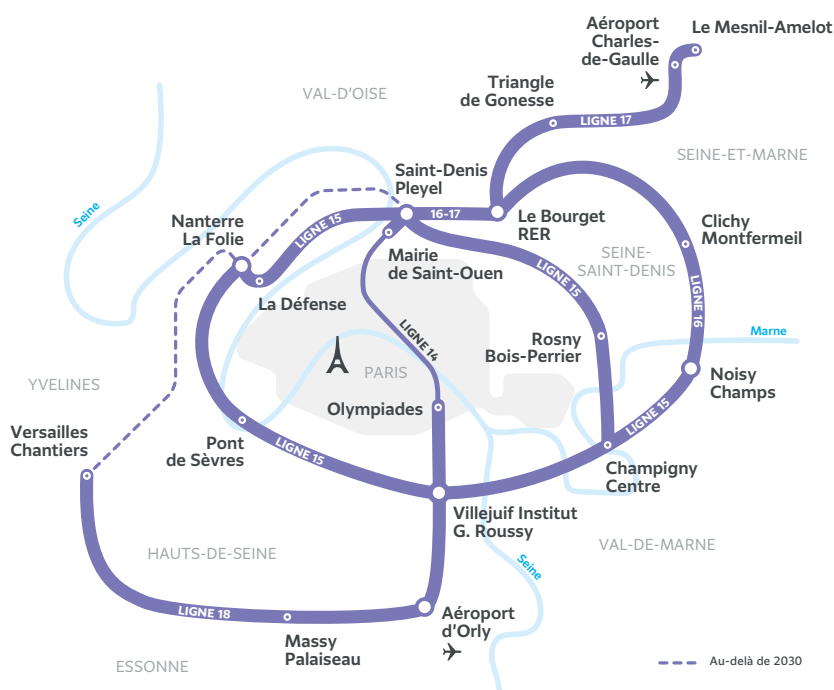 Aéroport
Charles-
de-Gaulle
Le Mesnil-Amelot
Triangle
de Gonesse
VAL-D'OISE
LIGNE 17
SEINE-ET-MARNE
Saint-Denis
Pleyel
Seine
Nanterre
La Folie
LIGNE 15
16-17
Le Bourget
RER
Clichy
Montfermeil
Mairie
de Saint-Ouen
SEINE-
SAINT-DENIS
LIGNE 15
La Défense
LIGNE 16
LIGNE 14
Rosny
Bois-Perrier
Marne
PARIS
YVELINES
Noisy
Champs
Olympiades
LIGNE 15
Versailles
Chantiers
Pont
de Sèvres
LIGNE 15
Champigny
Centre
Villejuif Institut
G. Roussy
HAUTS-DE-SEINE
VAL-DE-MARNE
Seine
LIGNE 18
Aéroport
d'Orly
Massy
Palaiseau
ESSONNE
Au-delà de 2030